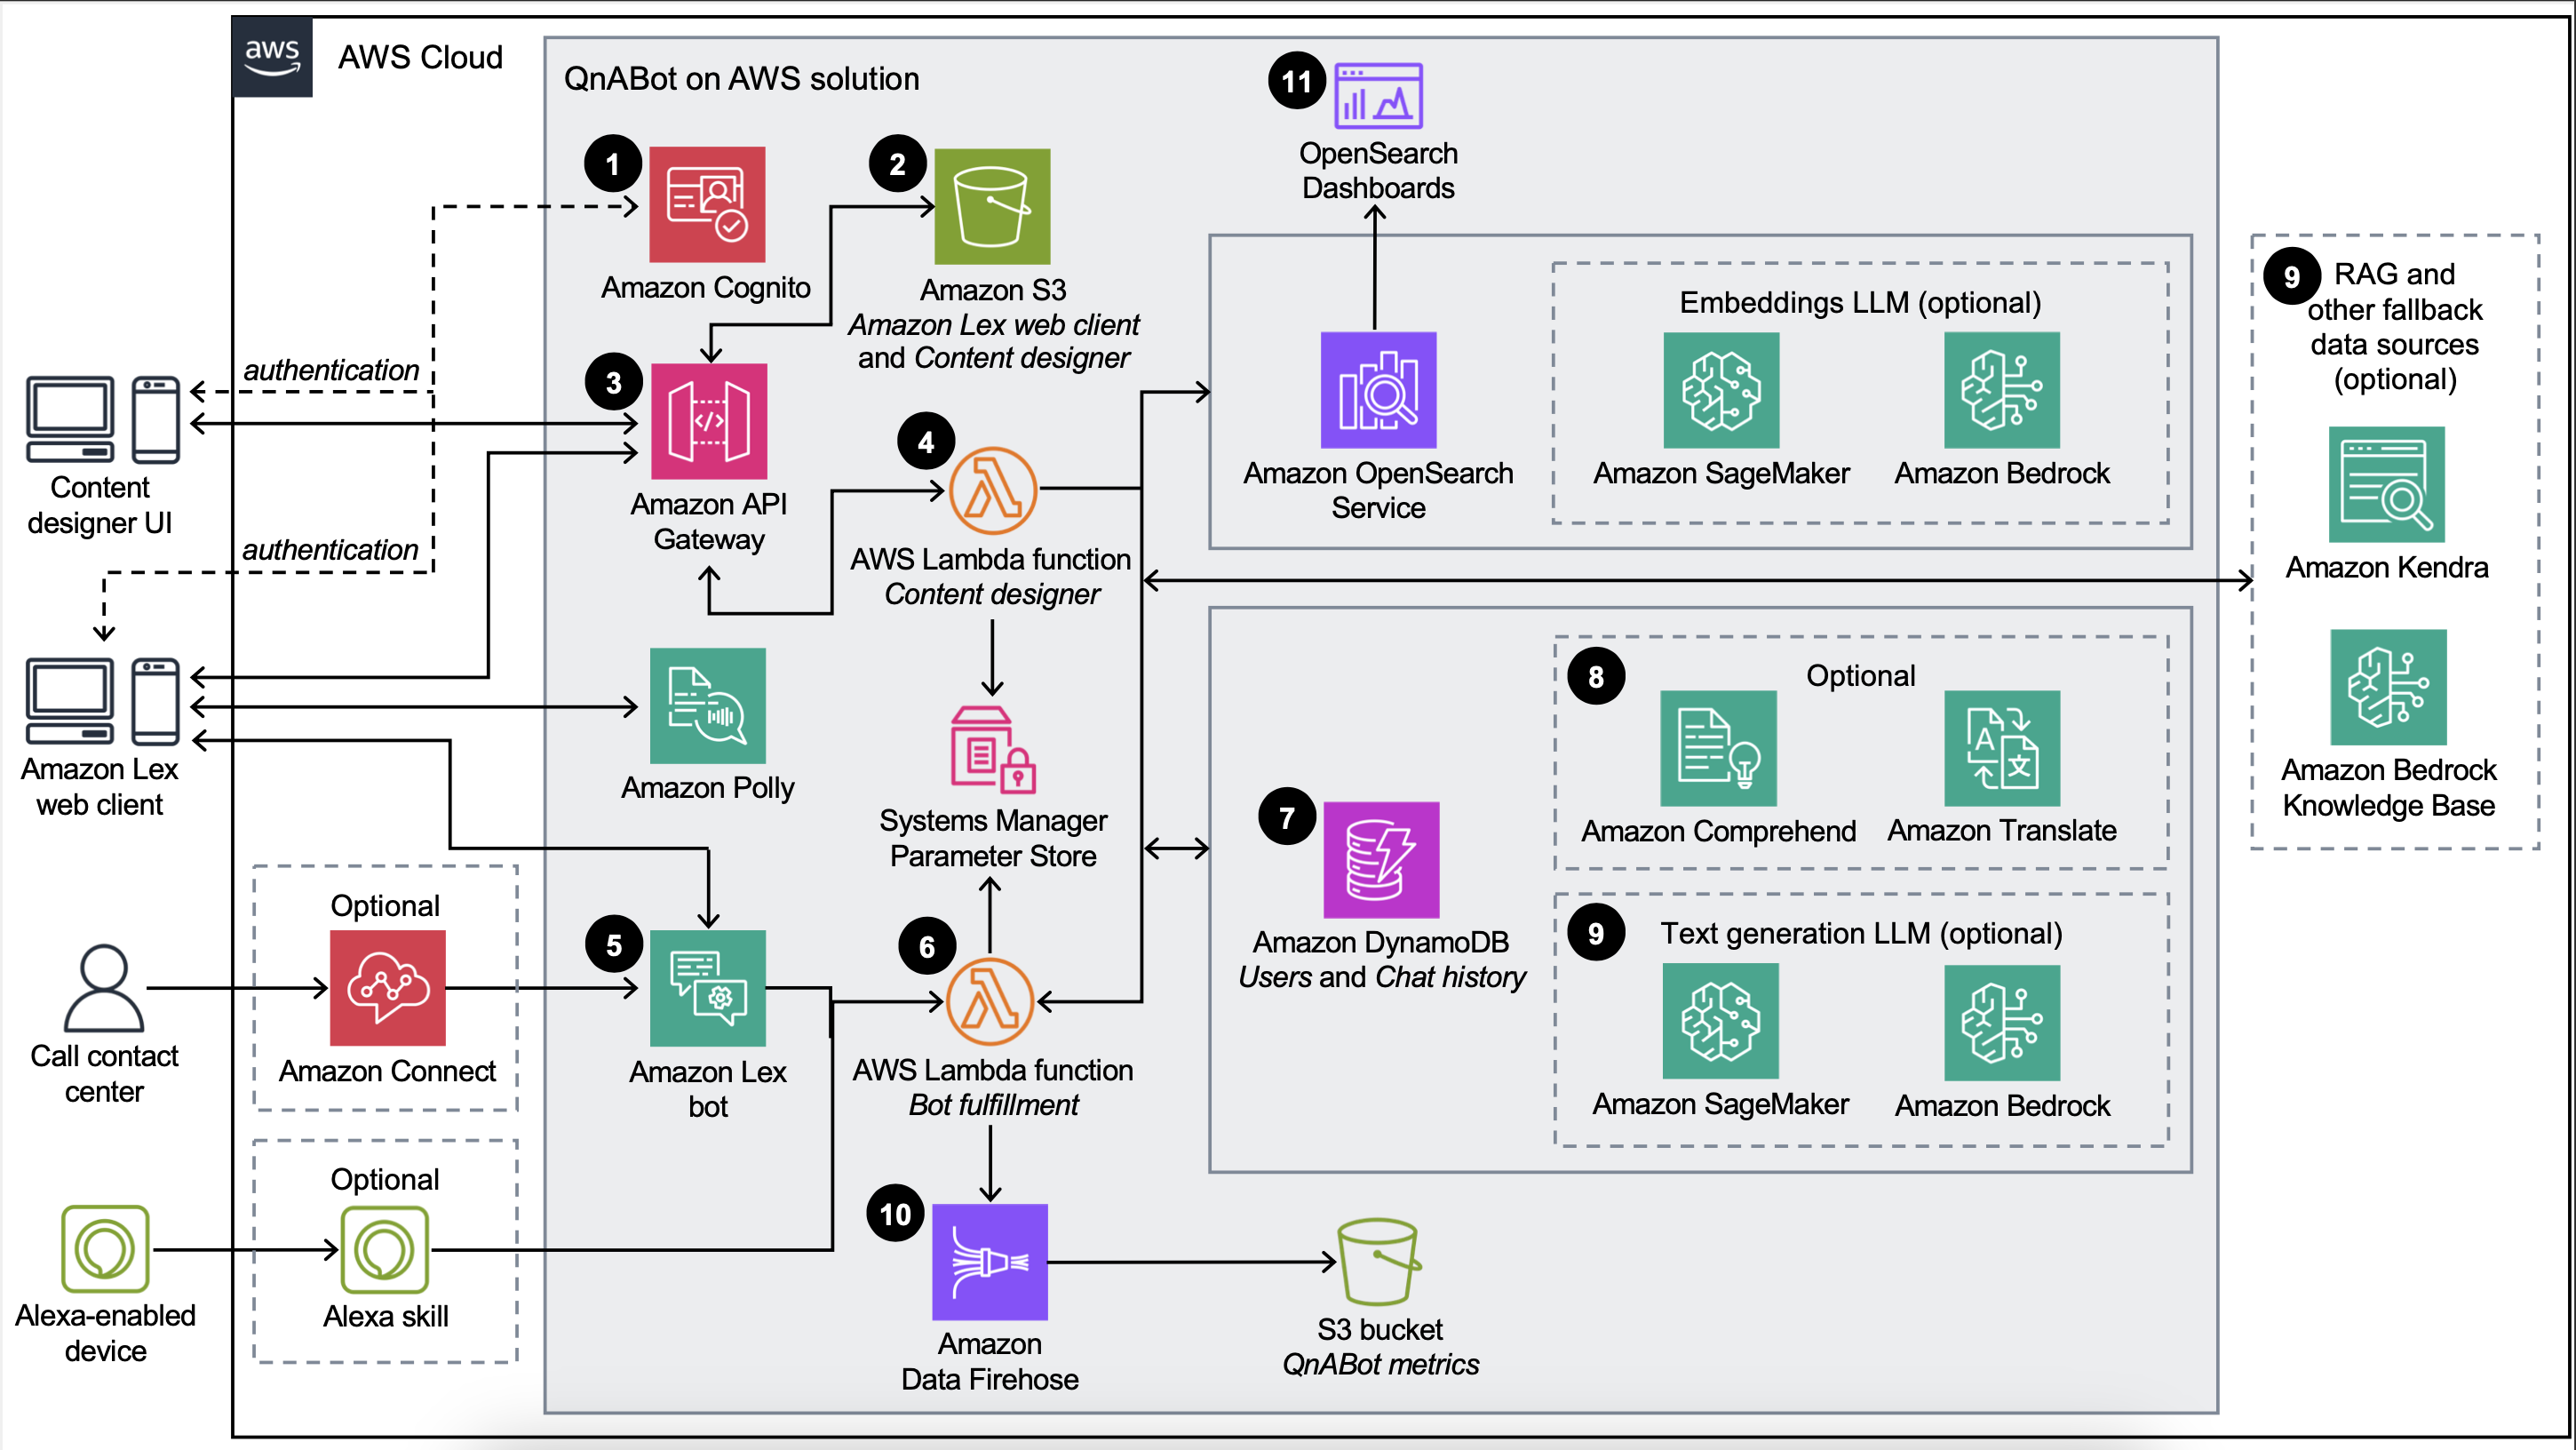 aws
AWS Cloud
QnABot on AWS solution
1
Amazon Cognito
2
Amazon S3
Amazon Lex web client
and Content designer
11
OpenSearch
Dashboards
authentication
Content
designer UI
3
Amazon API
Gateway
4
AWS Lambda function
Content designer
Amazon OpenSearch
Service
Embeddings LLM (optional)
Amazon SageMaker
Amazon Bedrock
9
RAG and
other fallback
data sources
(optional)
Amazon Kendra
Amazon Bedrock
Knowledge Base
authentication
Amazon Lex
web client
Amazon Polly
Systems Manager
Parameter Store
7
Amazon DynamoDB
Users and Chat history
8
Optional
A
文
Amazon Comprehend
Amazon Translate
9
Text generation LLM (optional)
Amazon SageMaker
Amazon Bedrock
Call contact
center
Optional
Amazon Connect
5
Amazon Lex
bot
6
AWS Lambda function
Bot fulfillment
Alexa-enabled
device
Optional
Alexa skill
10
Amazon
Data Firehose
S3 bucket
QnABot metrics